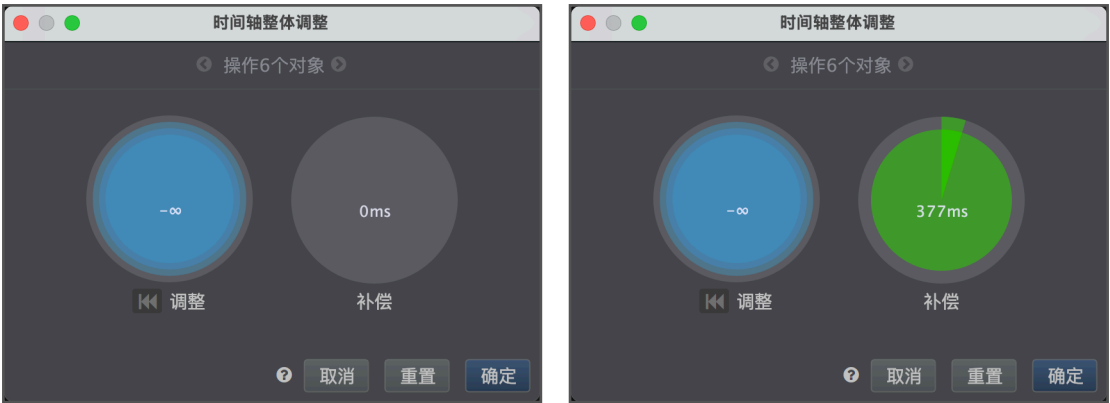 时间轴整体调整
操作6个对象
-∞
0ms
调整
补偿
取消
重置
确定
时间轴整体调整
操作6个对象
-∞
377ms
调整
补偿
取消
重置
确定